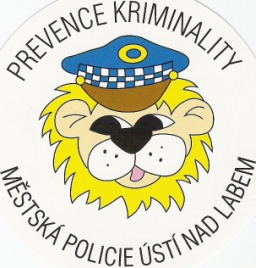 PREVENCE KRIMINALITY
MĚSTSKÁ POLICIE ÚSTÍ NAD LABEM